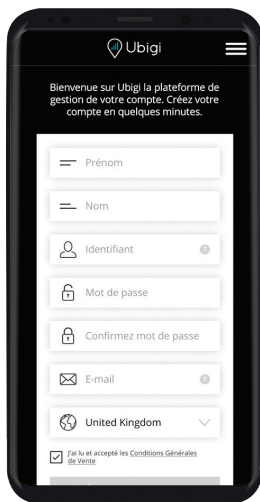 Ubigi
Bienvenue sur Ubigi la plateforme de
gestion de votre compte. Créez votre
compte en quelques minutes.
Prénom
Nom
Identifiant ?
Mot de passe
Confirmez mot de passe
E-mail ?
United Kingdom
J'ai lu et accepté les Conditions Générales
de Vente